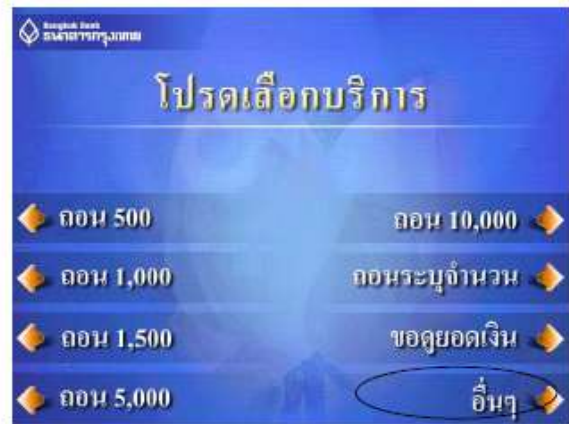 Bangkok Bank
ธนาคารกรุงเทพ
โปรดเลือกบริการ
ถอน 500
ถอน 10,000
ถอน 1,000
ถอนระบุจำนวน
ถอน 1,500
ขอดูยอดเงิน
ถอน 5,000
อื่นๆ